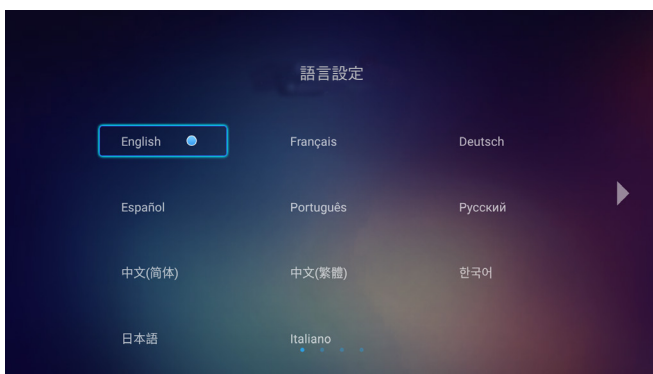 語言設定
English
Français
Deutsch
Español
Português
Русский
中文(简体)
中文(繁體)
한국어
日本語
Italiano